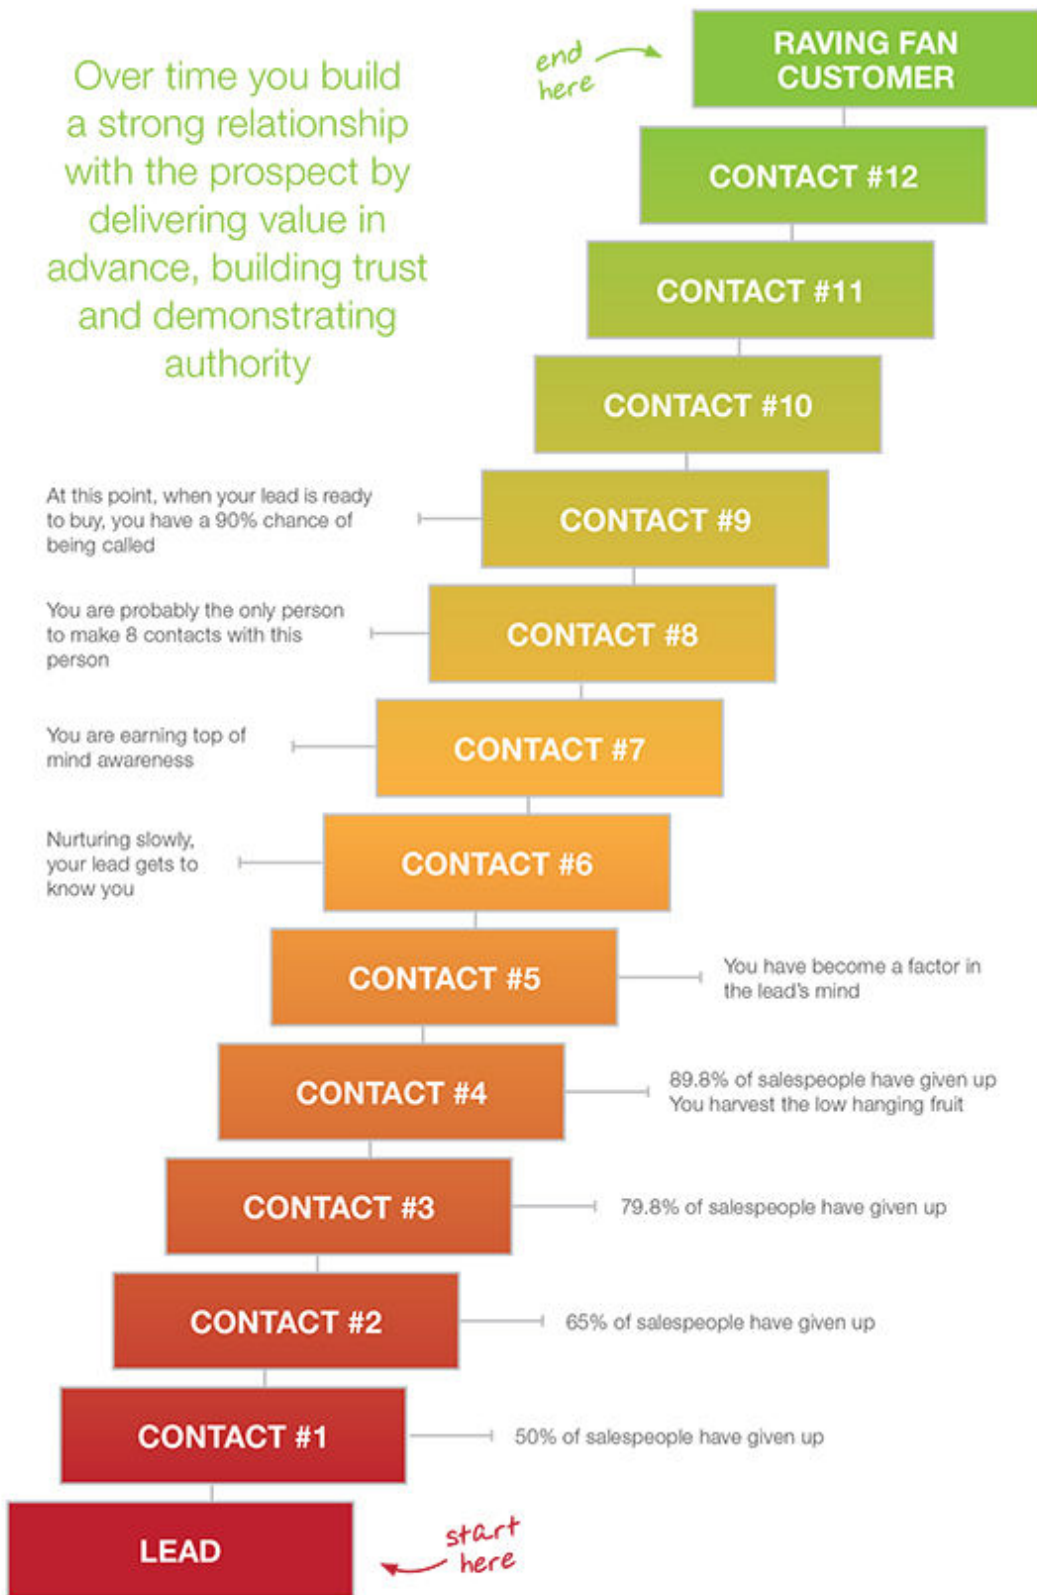 Over time you build
a strong relationship
with the prospect by
delivering value in
advance, building trust
and demonstrating
authority
end
here
RAVING FAN
CUSTOMER
CONTACT #12
CONTACT #11
CONTACT #10
At this point, when your lead is ready
to buy, you have a 90% chance of
being called
CONTACT #9
You are probably the only person
to make 8 contacts with this
person
CONTACT #8
You are earning top of
mind awareness
CONTACT #7
Nurturing slowly,
your lead gets to
know you
CONTACT #6
CONTACT #5
You have become a factor in
the lead's mind
CONTACT #4
89.8% of salespeople have given up
You harvest the low hanging fruit
CONTACT #3
79.8% of salespeople have given up
CONTACT #2
65% of salespeople have given up
CONTACT #1
50% of salespeople have given up
LEAD
start
here